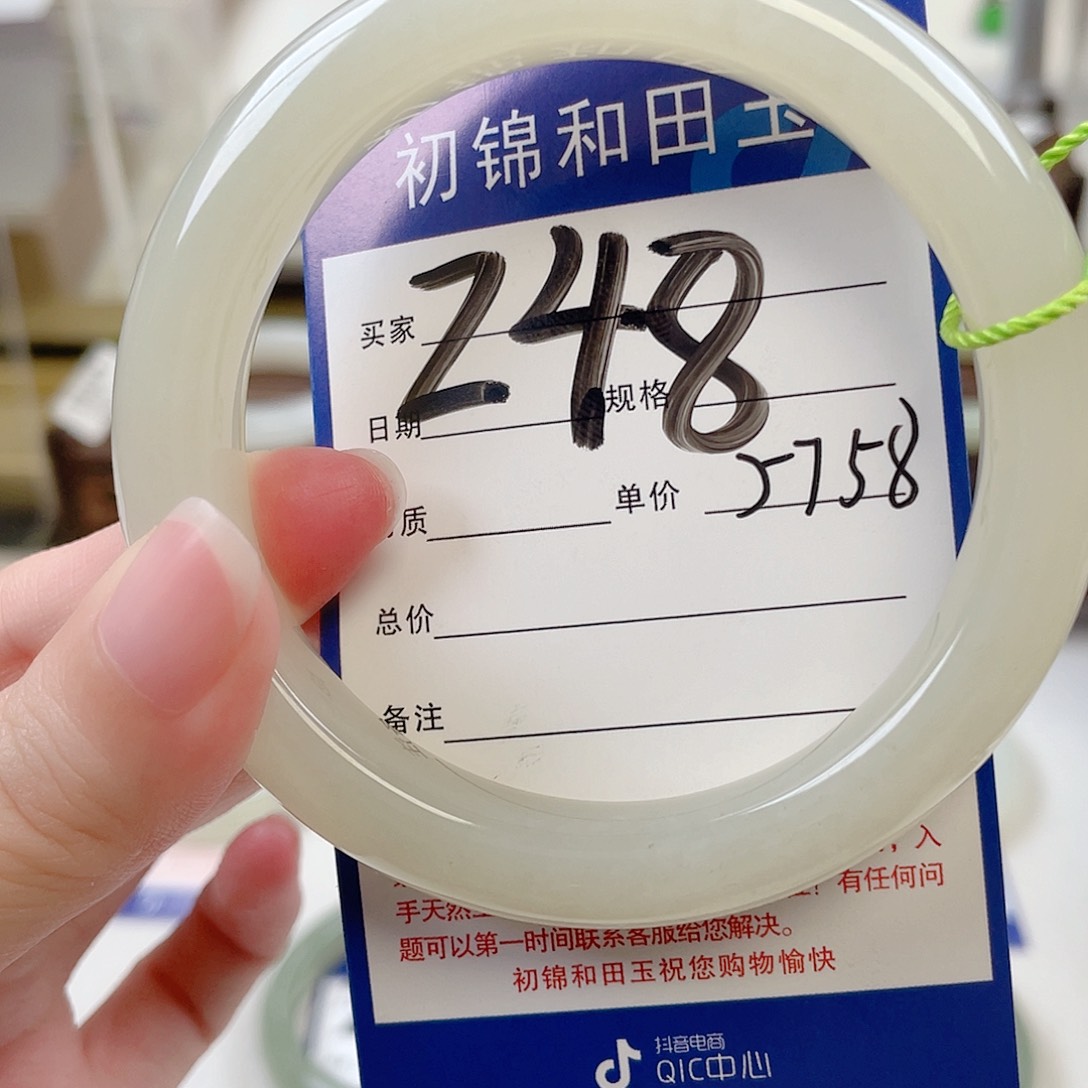 初锦和田玉
248
买家
日期 规格
质 单价 5758
总价
备注
，入
手天然 ！有任何问
题可以第一时间联系客服给您解决。
初锦和田玉祝您购物愉快
抖音电商
QIC中心